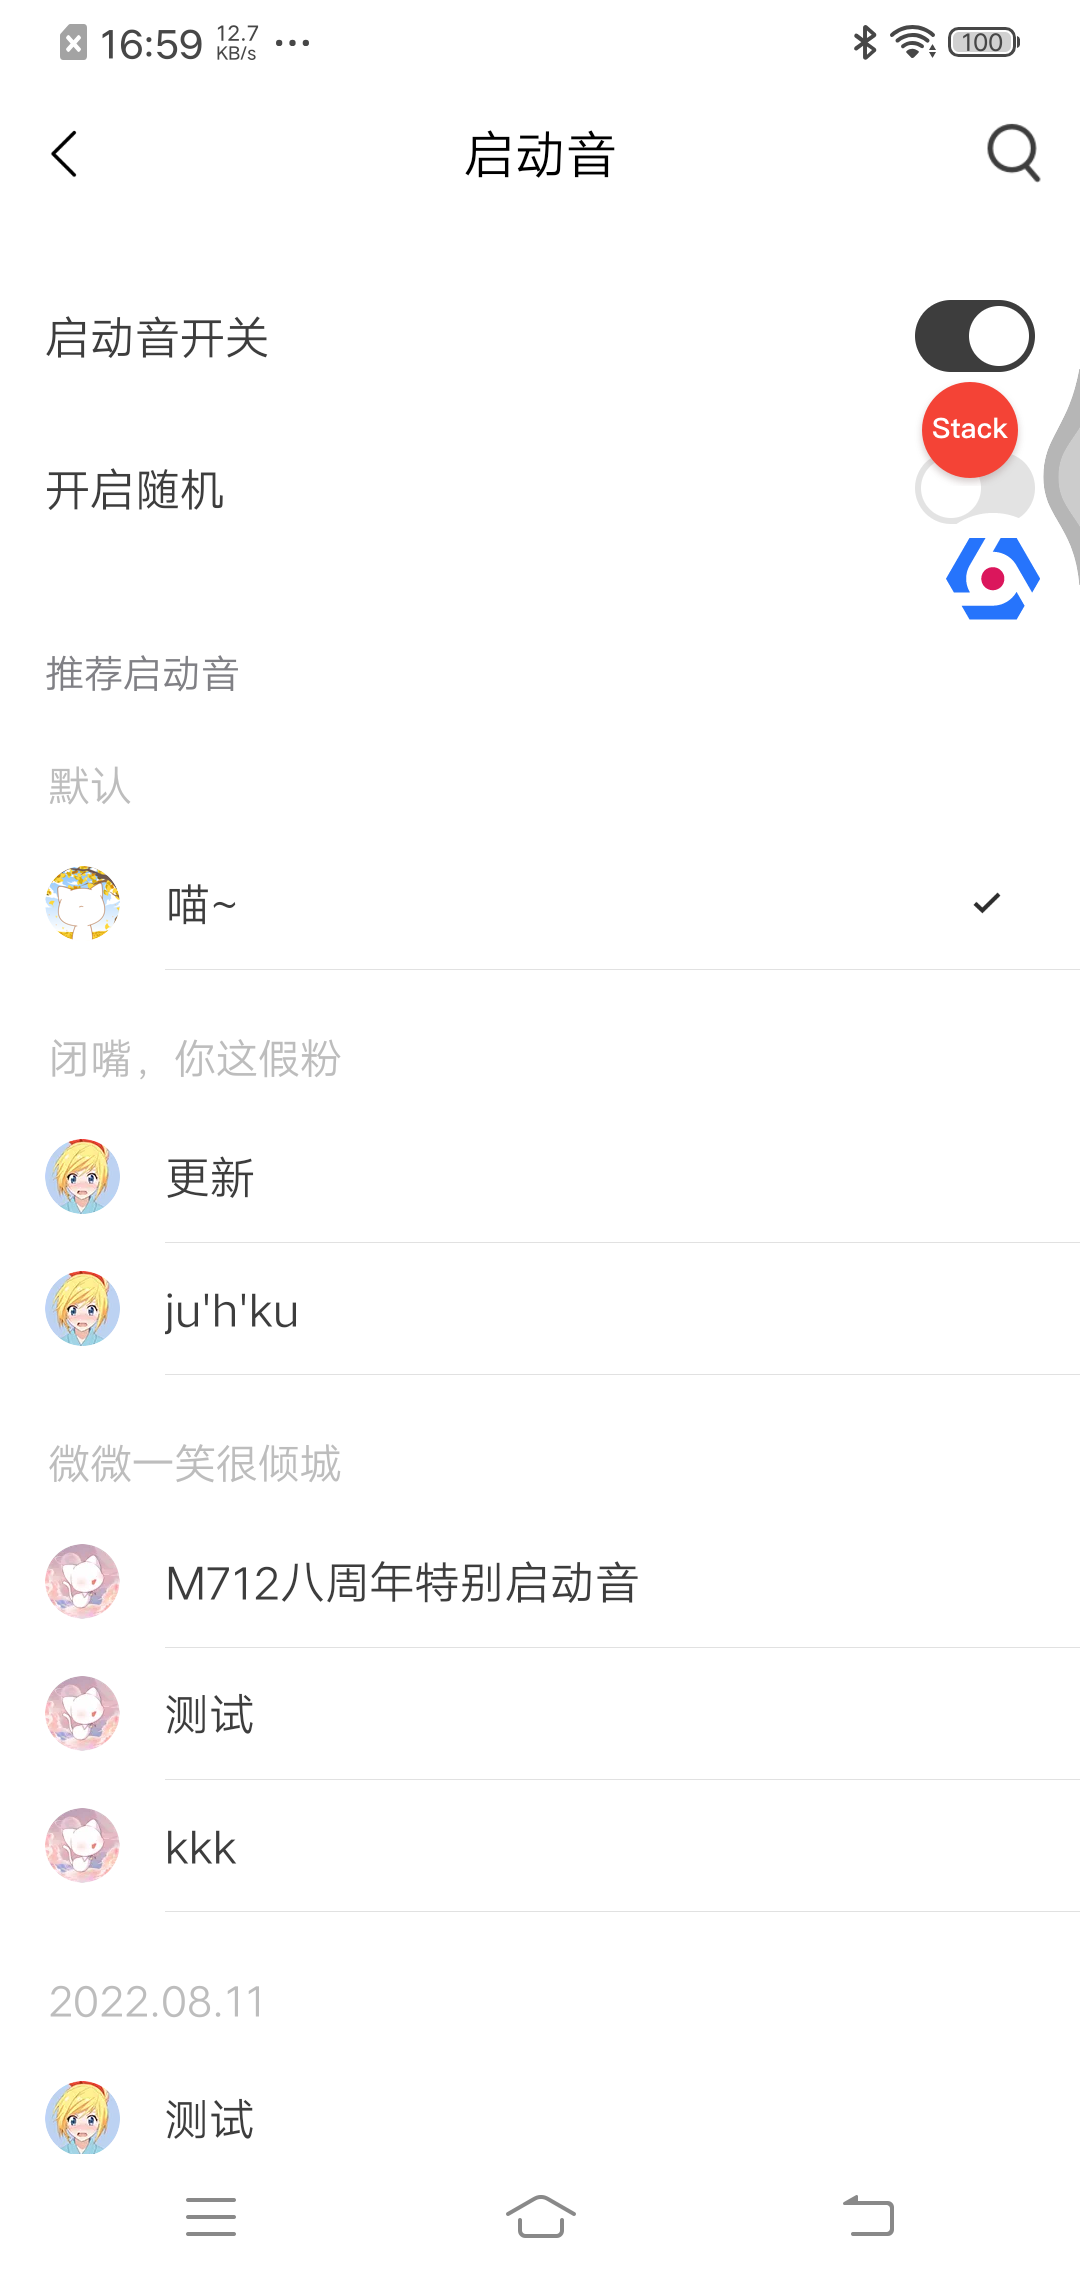 16:59 12.7 KB/s ... 100
启动音
启动音开关
Stack
开启随机
推荐启动音
默认
喵~
闭嘴，你这假粉
更新
ju'h'ku
微微一笑很倾城
M712八周年特别启动音
测试
kkk
2022.08.11
测试